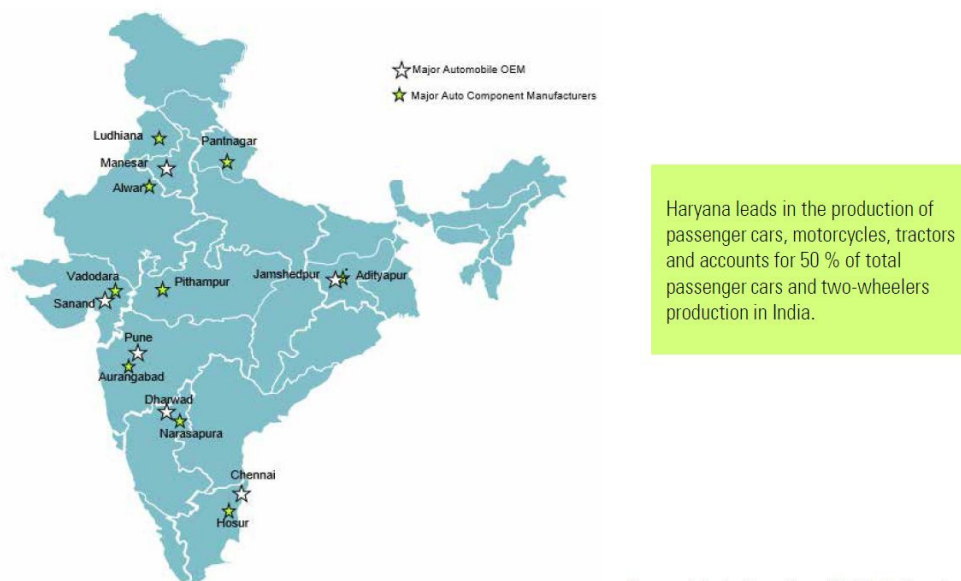 Major Automobile OEM
Major Auto Component Manufacturers
Ludhiana
Pantnagar
Manesar
Alwar
Vadodara
Pithampur
Jamshedpur
Adityapur
Sanand
Pune
Aurangabad
Dharwad
Narasapura
Chennai
Hosur
Haryana leads in the production of
passenger cars, motorcycles, tractors
and accounts for 50 % of total
passenger cars and two-wheelers
production in India.